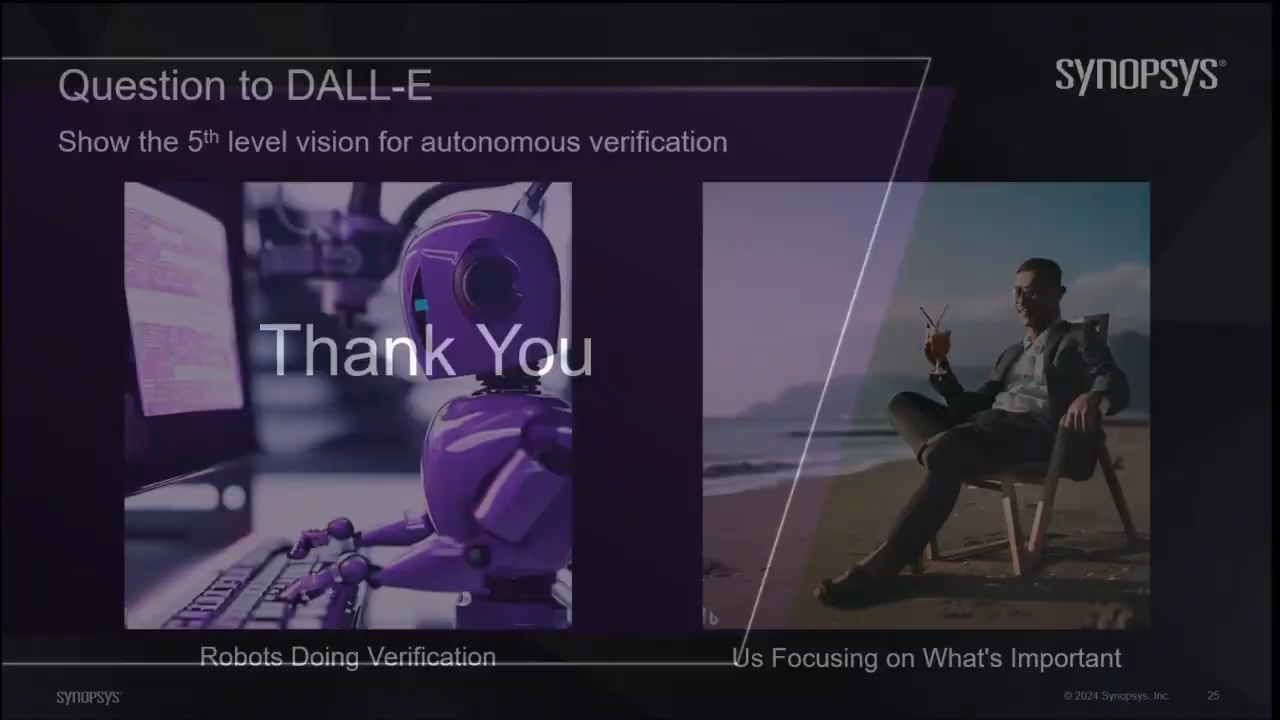 Question to DALL-E
SYNOPSYS®
Show the 5th level vision for autonomous verification
Thank You
Robots Doing Verification
Us Focusing on What's Important
SYNOPSYS
© 2024 Synopsys, Inc.
25